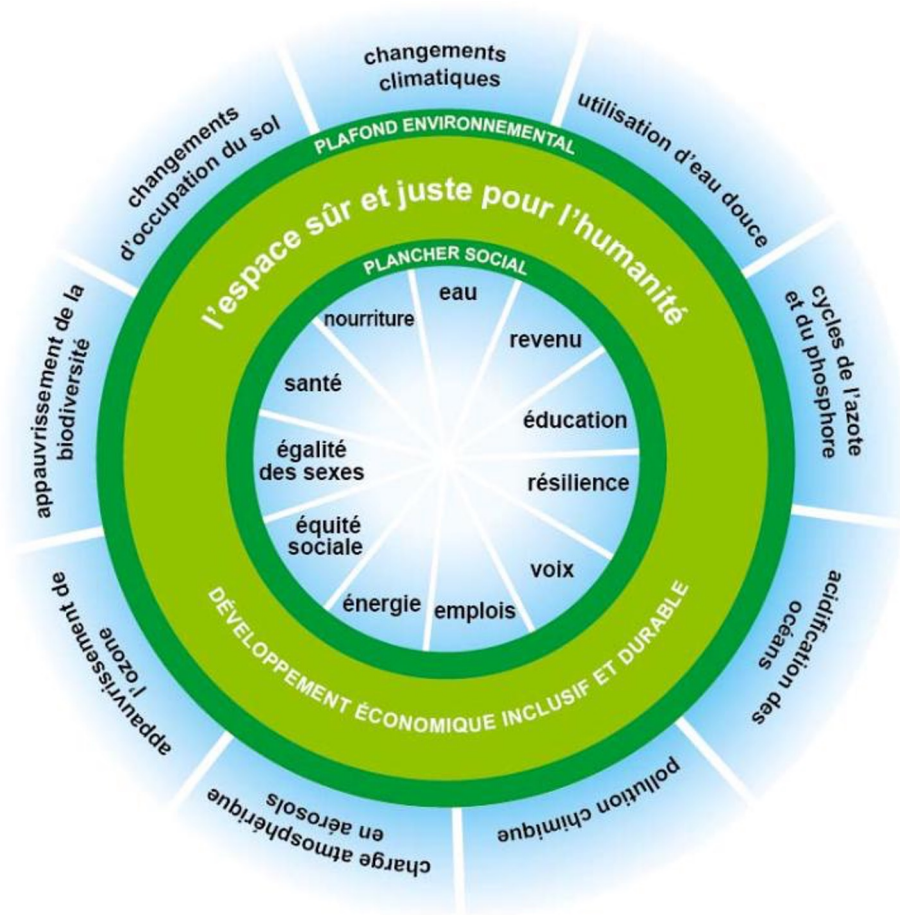 changements
climatiques
utilisation d'eau douce
cycles de l'azote
et du phosphore
acidification des
océans
pollution chimique
charge atmosphérique
en aérosols
appauvrissement de
l'ozone
appauvrissement de la
biodiversité
changements
d'occupation du sol
PLAFOND ENVIRONNEMENTAL
l'espace sûr et juste pour l'humanité
PLANCHER SOCIAL
eau
revenu
éducation
résilience
voix
emplois
énergie
équité
sociale
égalité
des sexes
santé
nourriture
DÉVELOPPEMENT ÉCONOMIQUE INCLUSIF ET DURABLE